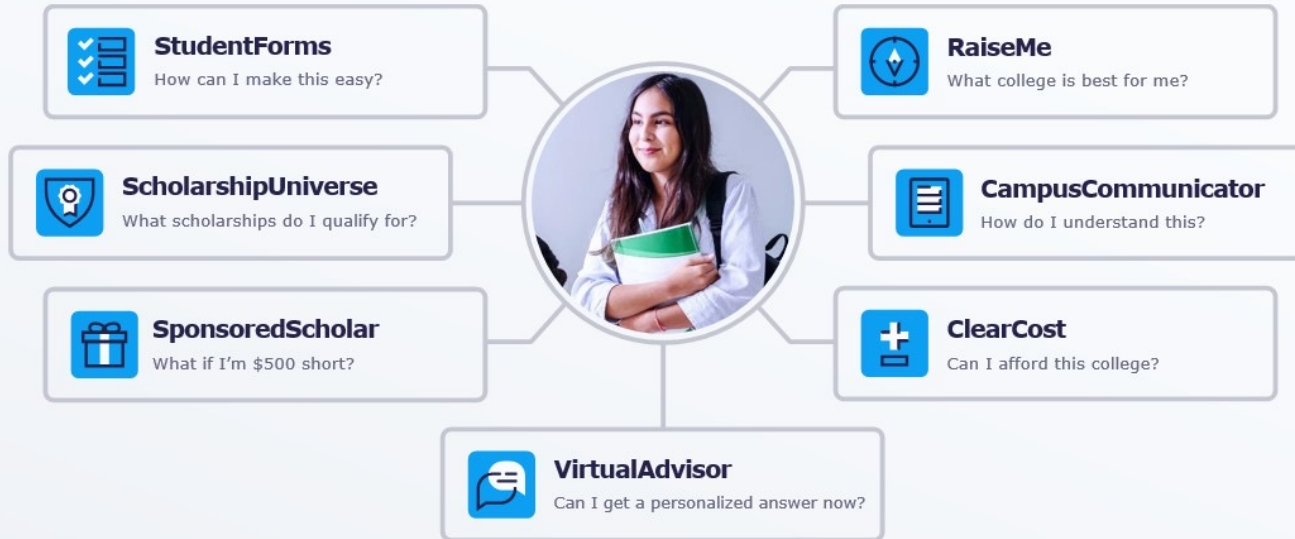 StudentForms
How can I make this easy?
RaiseMe
What college is best for me?
ScholarshipUniverse
What scholarships do I qualify for?
CampusCommunicator
How do I understand this?
SponsoredScholar
What if I’m $500 short?
ClearCost
Can I afford this college?
VirtualAdvisor
Can I get a personalized answer now?